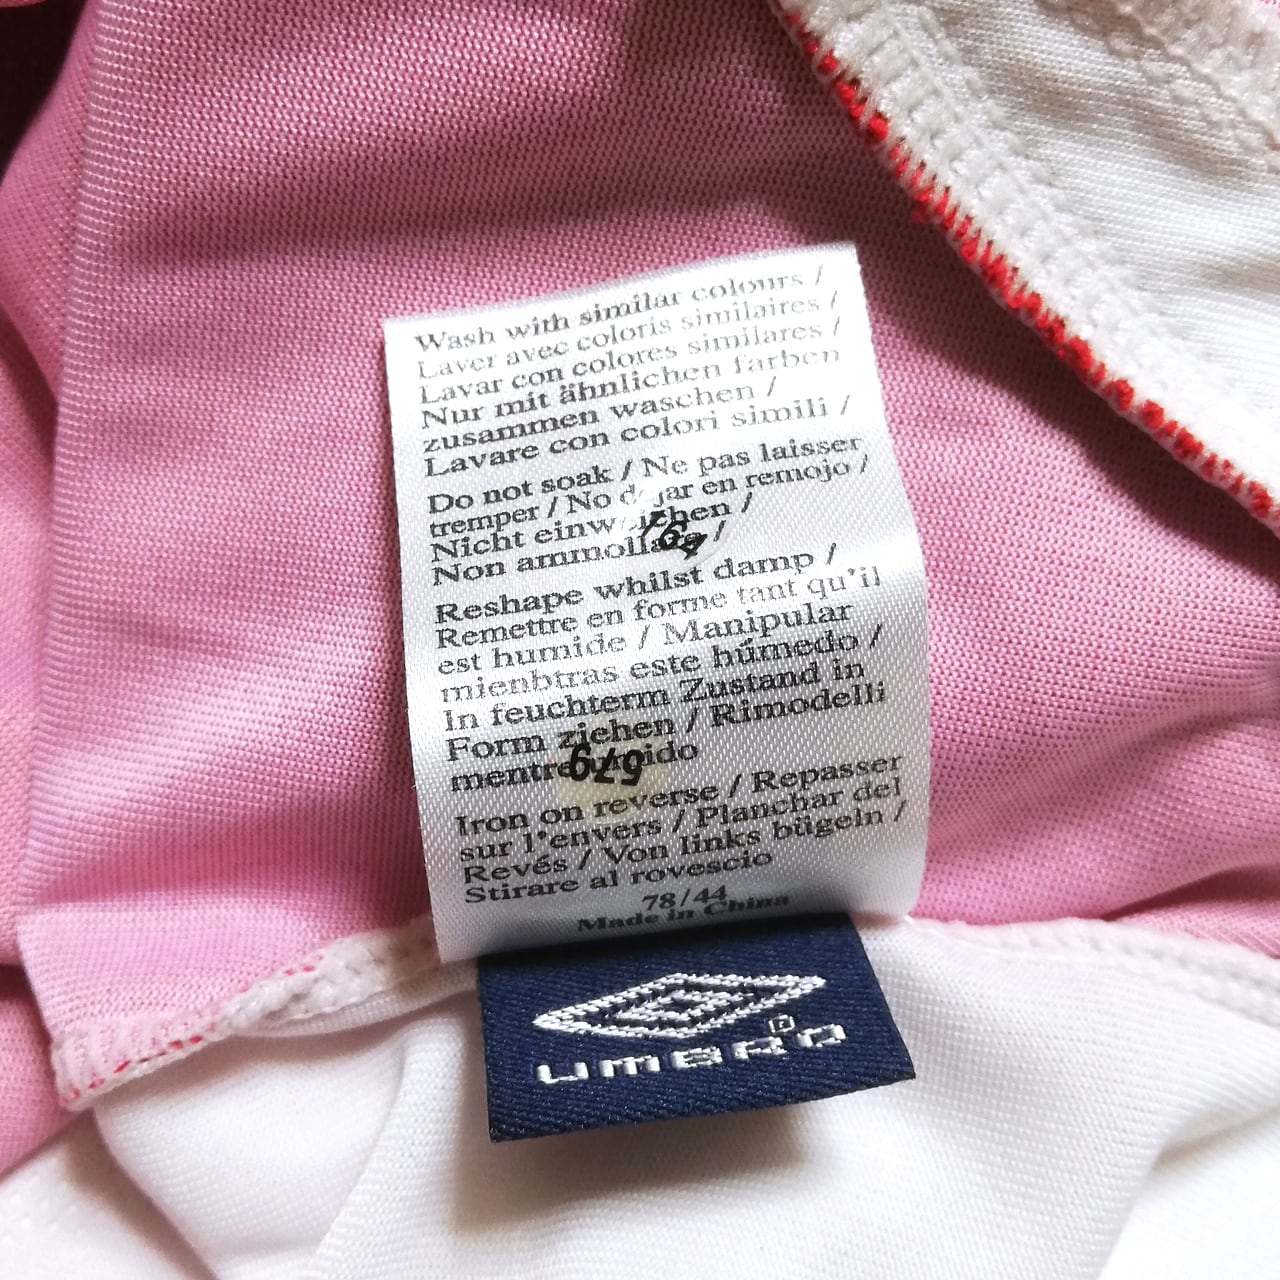 Wash with similar colours /
Laver avec coloris similaires /
Lavar con colores similares /
Nur mit ähnlichen farben
zusammen waschen /
Lavare con colori simili /
Do not soak / Ne pas laisser
tremper / No dejar en remojo /
Nicht einweichen /
Non ammollare /
Reshape whilst damp /
Remettre en forme tant qu'il
est humide / Manipular
mienbtras este húmedo /
In feuchterm Zustand in
Form ziehen / Rimodelli
mentre umido
Iron on reverse / Repasser
sur l'envers / Planchar del
Revés / Von links bügeln /
Stirare al rovescio
78/44
Made in China
UMBRO